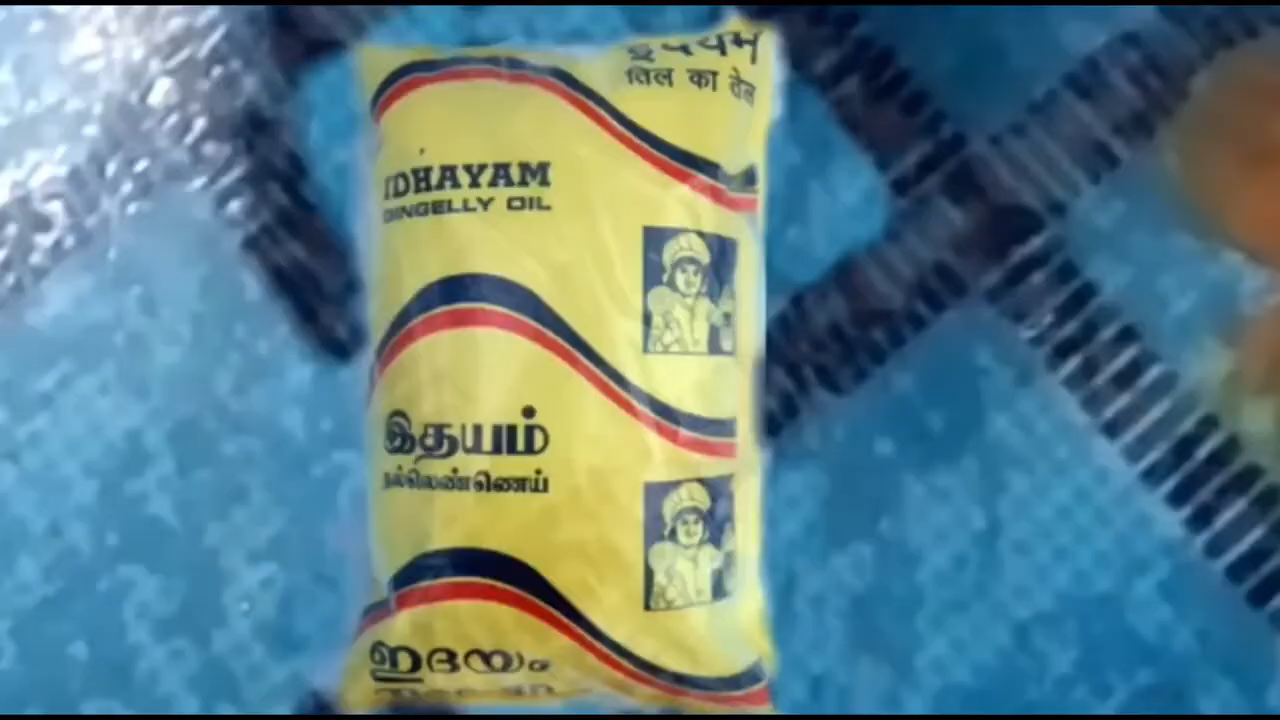 इदयम
तिल का तेल
IDHAYAM
GINGELLY OIL
இதயம்
நல்லெண்ணெய்
ഇദയം